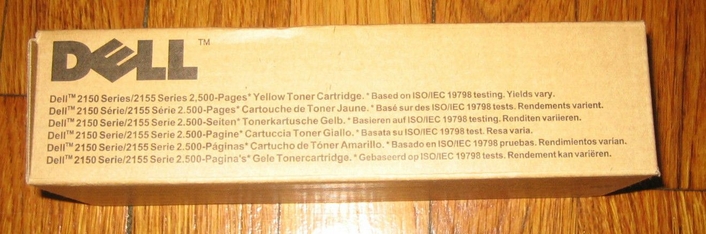 DELL™
Dell™ 2150 Series/2155 Series 2,500-Pages* Yellow Toner Cartridge. *Based on ISO/IEC 19798 testing. Yields vary.
Dell™ 2150 Série/2155 Série 2.500-Pages* Cartouche de Toner Jaune. *Basé sur des ISO/IEC 19798 tests. Rendements varient.
Dell™ 2150 Serie/2155 Serie 2.500-Seiten* Tonerkartusche Gelb. *Basieren auf ISO/IEC 19798 testing. Renditen variieren.
Dell™ 2150 Serie/2155 Serie 2.500-Pagine* Cartuccia Toner Giallo. *Basata su ISO/IEC 19798 test. Resa varia.
Dell™ 2150 Serie/2155 Serie 2.500-Páginas* Cartucho de Tóner Amarillo. *Basado en ISO/IEC 19798 pruebas. Rendimientos varian.
Dell™ 2150 Serie/2155 Serie 2.500-Pagina's* Gele Tonercartridge. *Gebaseerd op ISO/IEC 19798 tests. Rendement kan variëren.